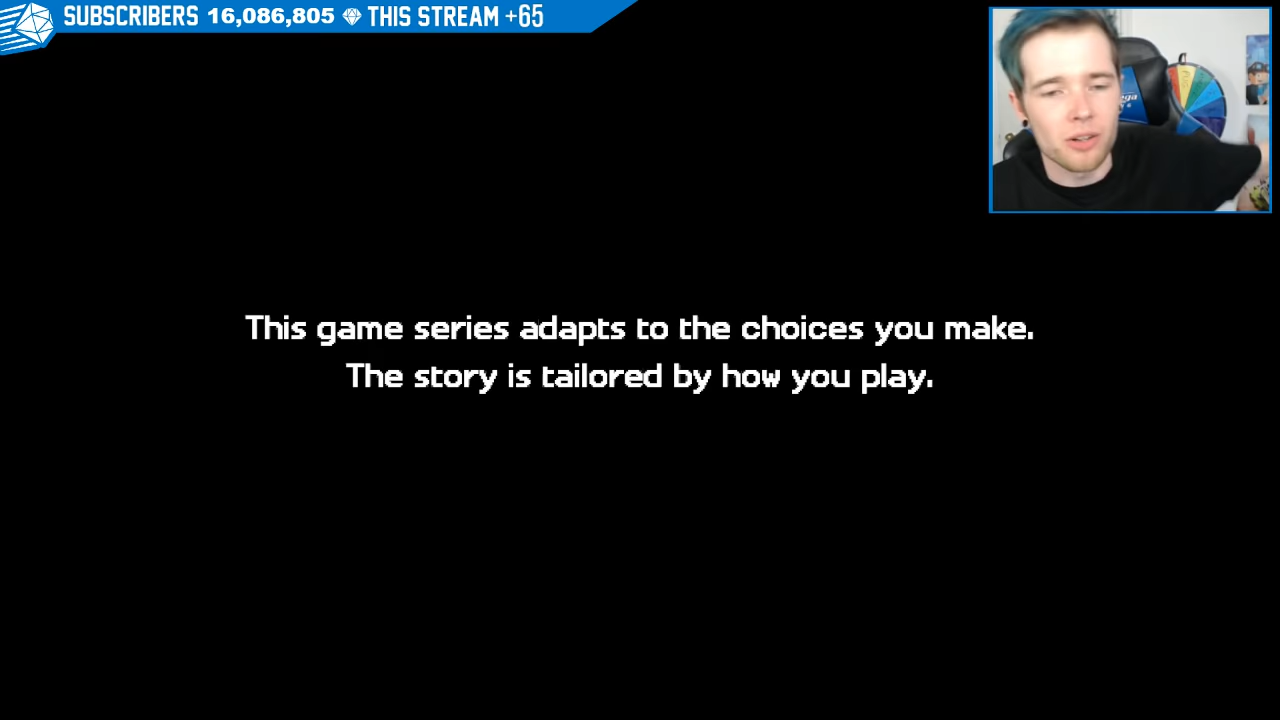 SUBSCRIBERS 16,086,805 THIS STREAM +65
This game series adapts to the choices you make.
The story is tailored by how you play.